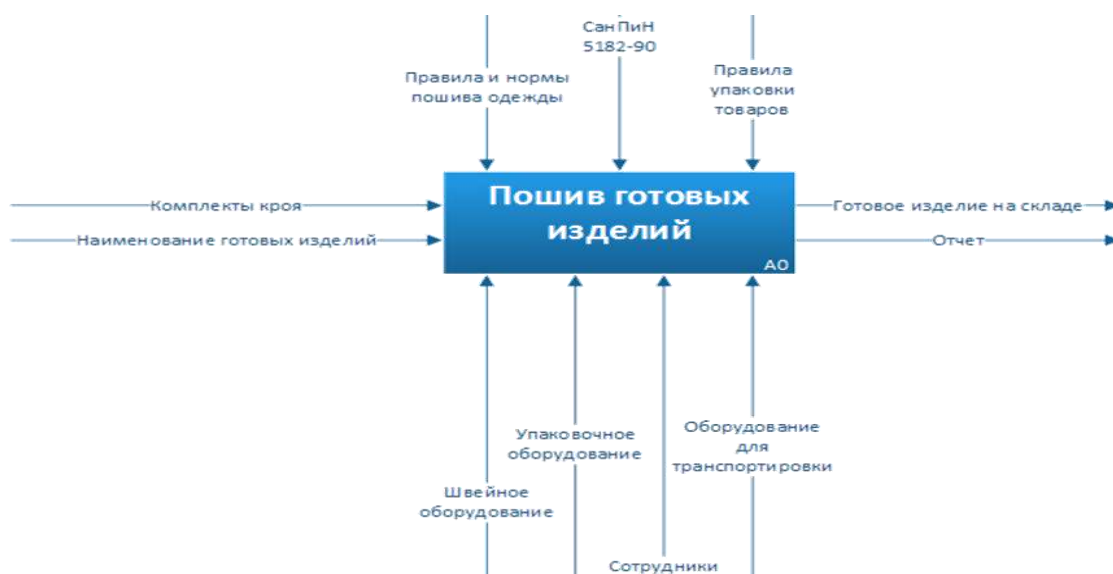 СанПиН
5182-90
Правила и нормы
пошива одежды
Правила
упаковки
товаров
Пошив готовых
изделий
A0
Комплекты кроя
Наименование готовых изделий
Готовое изделие на складе
Отчет
Упаковочное
оборудование
Оборудование
для
транспортировки
Швейное
оборудование
Сотрудники